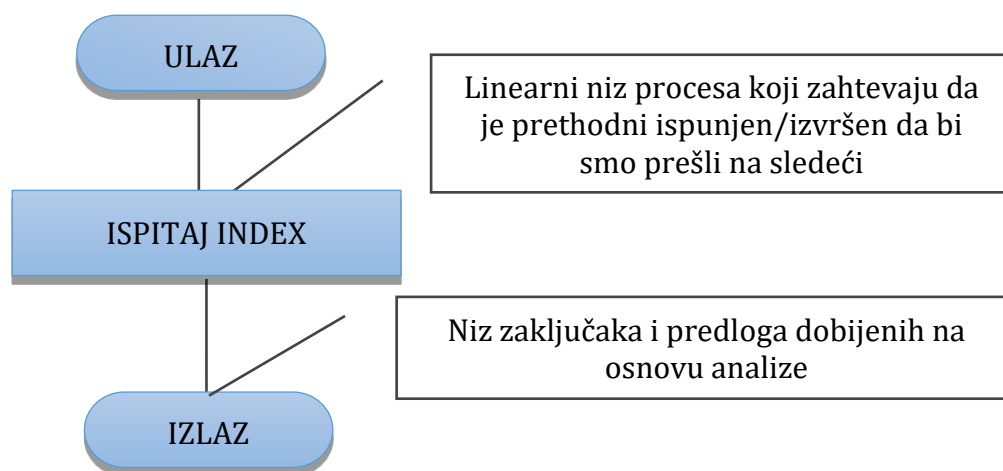 ULAZ
Linearni niz procesa koji zahtevaju da
je prethodni ispunjen/izvršen da bi
smo prešli na sledeći
ISPITAJ INDEX
Niz zaključaka i predloga dobijenih na
osnovu analize
IZLAZ